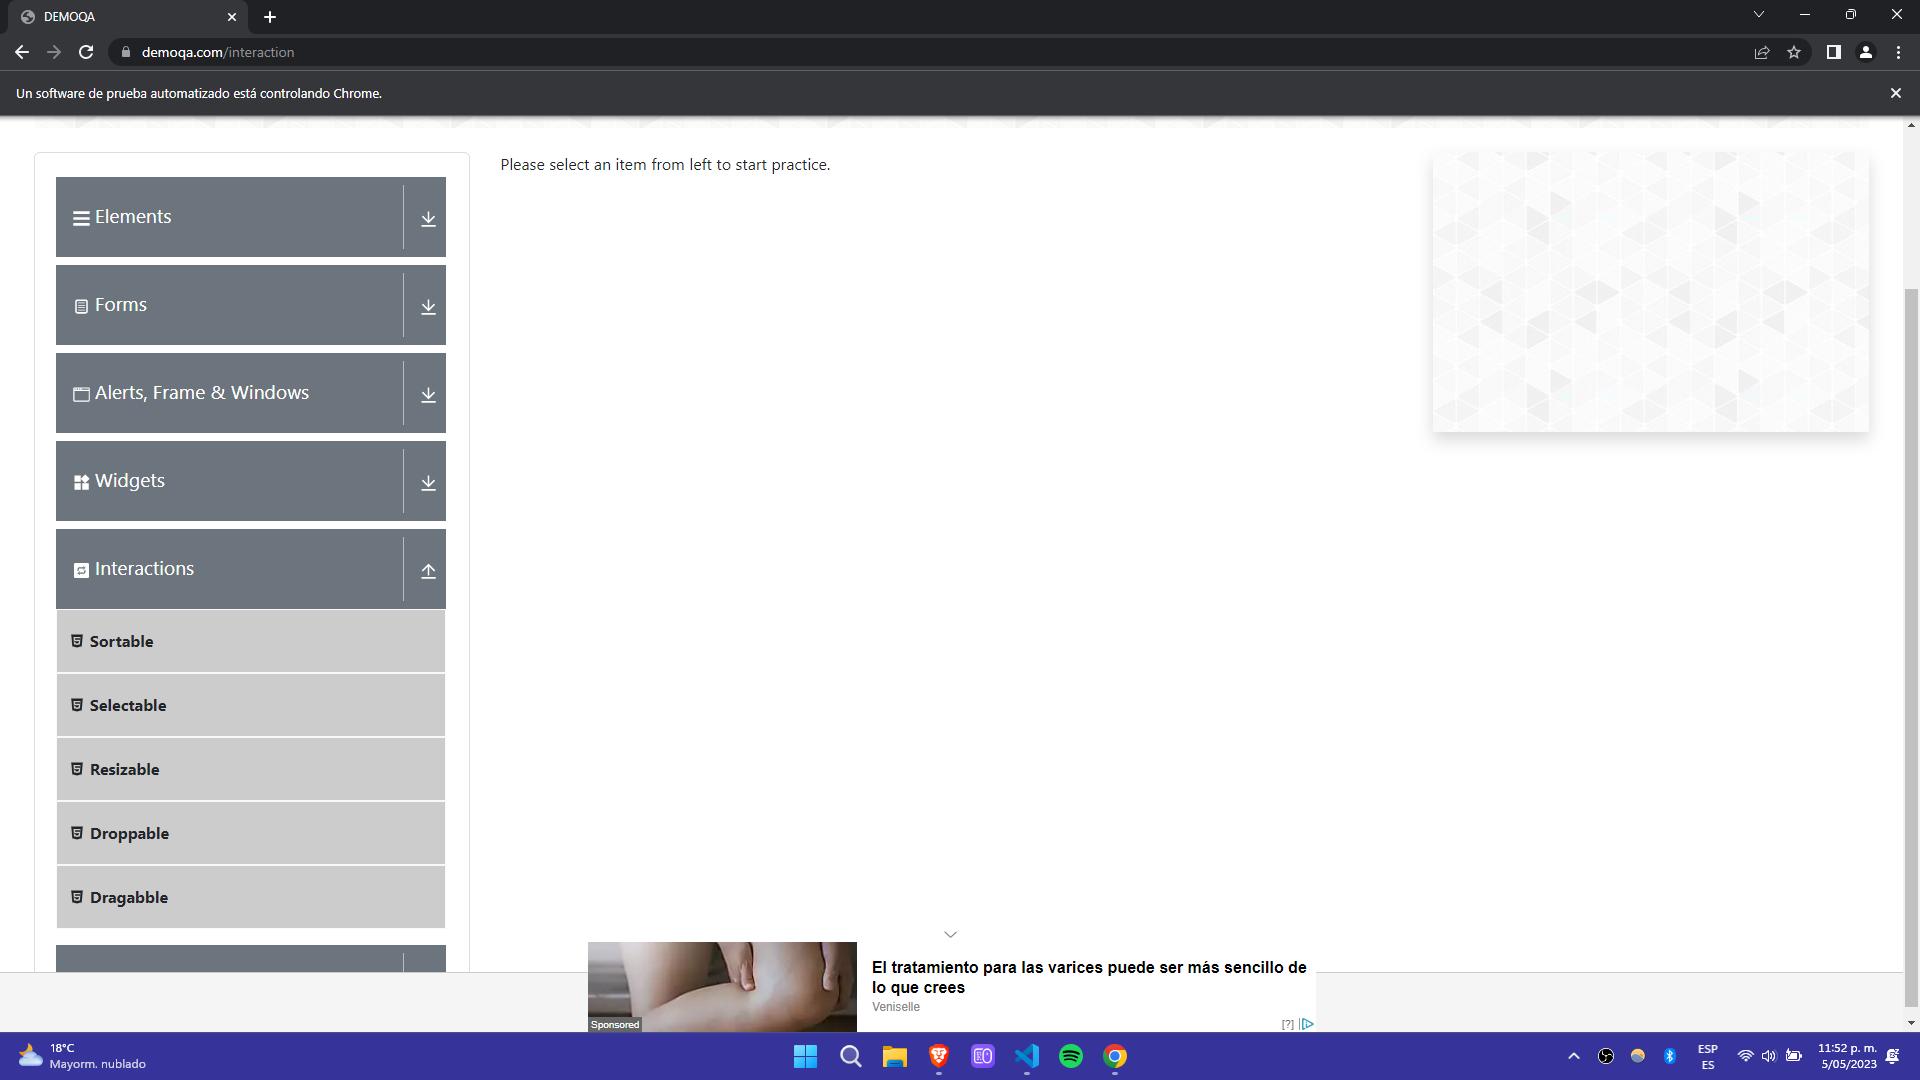 DEMOQA
demoqa.com/interaction
Un software de prueba automatizado está controlando Chrome.
Please select an item from left to start practice.
Elements
Forms
Alerts, Frame & Windows
Widgets
Interactions
Sortable
Selectable
Resizable
Droppable
Dragabble
El tratamiento para las varices puede ser más sencillo de
lo que crees
Veniselle
Sponsored
[?]
18°C
Mayorm. nublado
ESP
ES
11:52 p. m.
5/05/2023